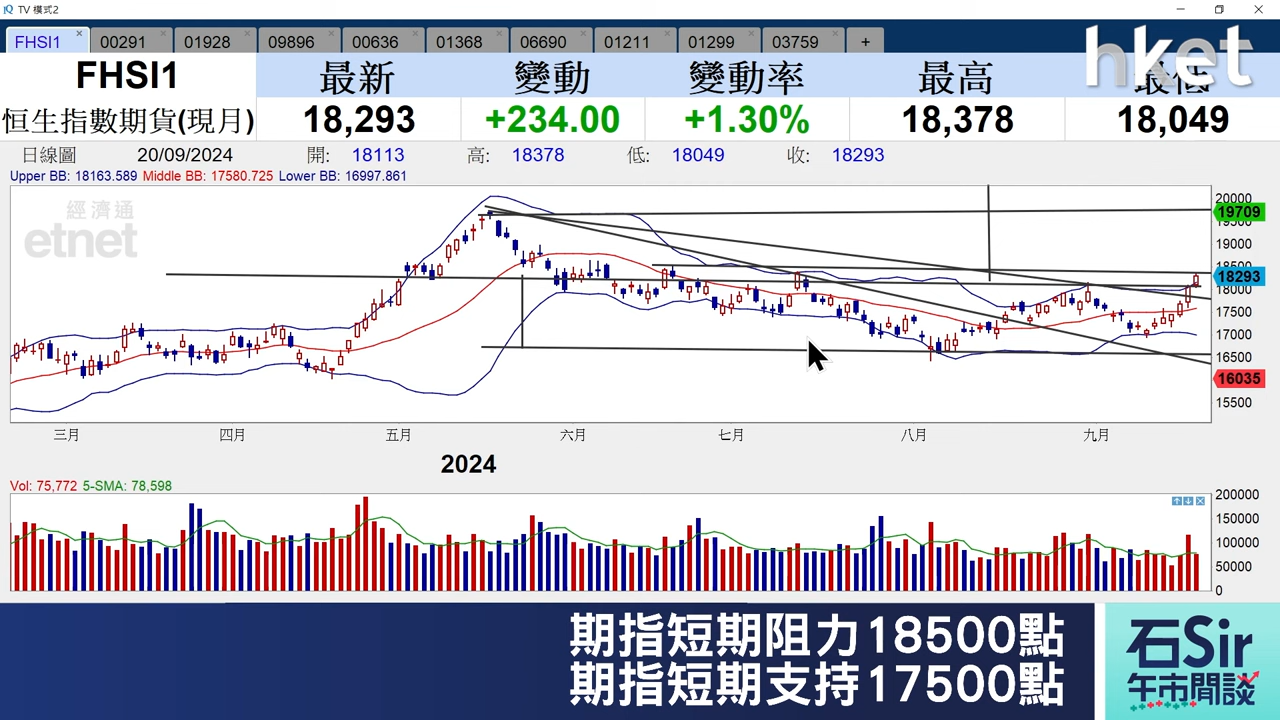 TV 模式2
FHSI1 00291 01928 09896 00636 01368 06690 01211 01299 03759 +
hket
FHSI1 最新 變動 變動率 最高 最低
恒生指數期貨(現月) 18,293 +234.00 +1.30% 18,378 18,049
日線圖 20/09/2024 開: 18113 高: 18378 低: 18049 收: 18293
Upper BB: 18163.589 Middle BB: 17580.725 Lower BB: 16997.861
經濟通
etnet
20000
19709
19500
19000
18500
18293
18000
17500
17000
16500
16035
15500
三月 四月 五月 六月 七月 八月 九月
2024
Vol: 75,772 5-SMA: 78,598
200000
150000
100000
50000
0
期指短期阻力18500點
期指短期支持17500點
石Sir
午市閒談